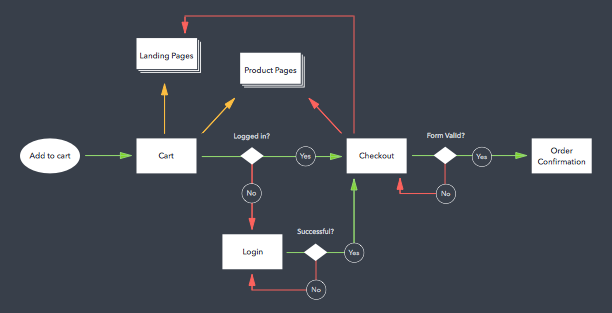 Landing Pages
Product Pages
Logged in?
Form Valid?
Add to cart
Cart
Yes
Checkout
Yes
Order
Confirmation
No
No
Successful?
Login
Yes
No